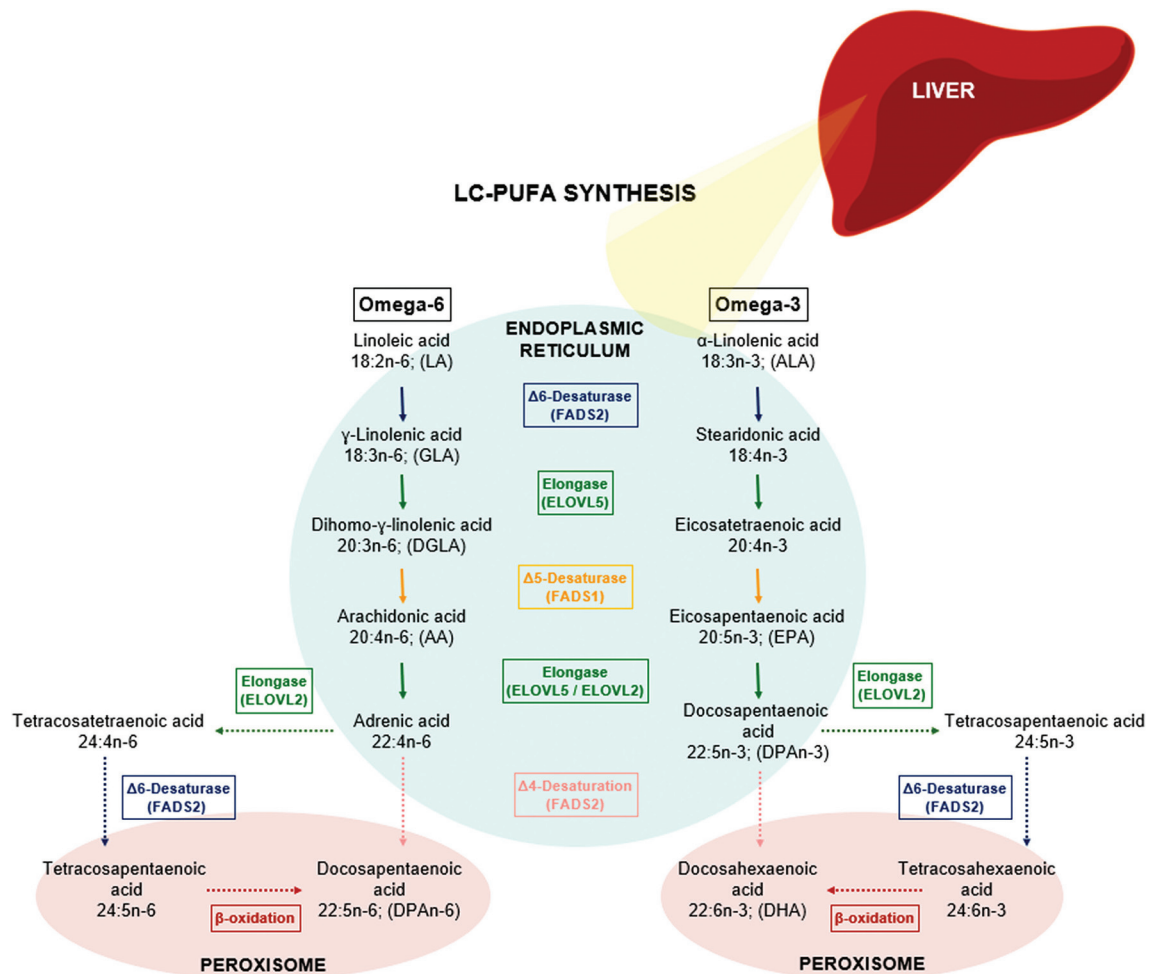 LIVER
LC-PUFA SYNTHESIS
Omega-6
Omega-3
ENDOPLASMIC
RETICULUM
Linoleic acid
18:2n-6; (LA)
α-Linolenic acid
18:3n-3; (ALA)
Δ6-Desaturase
(FADS2)
γ-Linolenic acid
18:3n-6; (GLA)
Stearidonic acid
18:4n-3
Elongase
(ELOVL5)
Dihomo-γ-linolenic acid
20:3n-6; (DGLA)
Eicosatetraenoic acid
20:4n-3
Δ5-Desaturase
(FADS1)
Arachidonic acid
20:4n-6; (AA)
Eicosapentaenoic acid
20:5n-3; (EPA)
Elongase
(ELOVL2)
Elongase
(ELOVL5 / ELOVL2)
Elongase
(ELOVL2)
Tetracosatetraenoic acid
24:4n-6
Adrenic acid
22:4n-6
Docosapentaenoic
acid
22:5n-3; (DPAn-3)
Tetracosapentaenoic acid
24:5n-3
Δ6-Desaturase
(FADS2)
Δ4-Desaturation
(FADS2)
Δ6-Desaturase
(FADS2)
Tetracosapentaenoic
acid
24:5n-6
β-oxidation
Docosapentaenoic
acid
22:5n-6; (DPAn-6)
Docosahexaenoic
acid
22:6n-3; (DHA)
β-oxidation
Tetracosahexaenoic
acid
24:6n-3
PEROXISOME
PEROXISOME